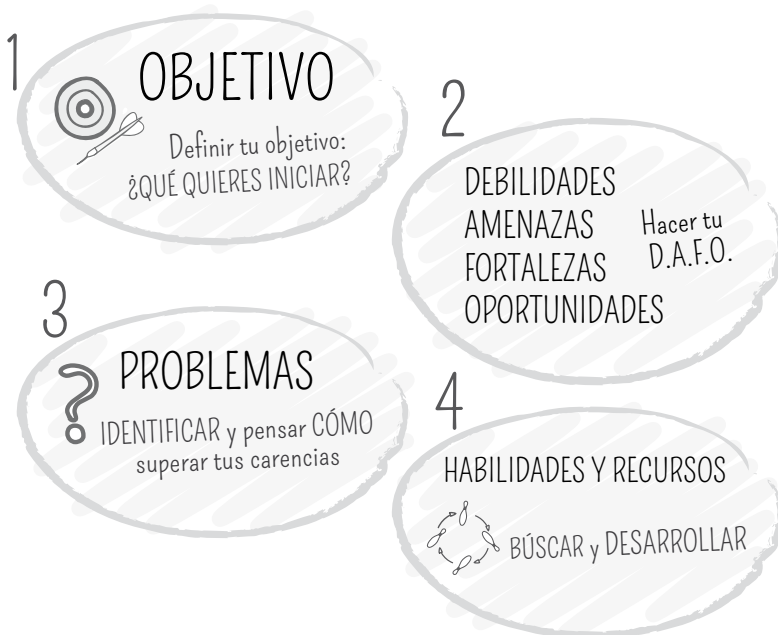 1
OBJETIVO
Definir tu objetivo:
¿QUÉ QUIERES INICIAR?
2
DEBILIDADES
AMENAZAS
FORTALEZAS
OPORTUNIDADES
Hacer tu
D.A.F.O.
3
PROBLEMAS
IDENTIFICAR y pensar CÓMO
superar tus carencias
4
HABILIDADES Y RECURSOS
BÚSCAR y DESARROLLAR